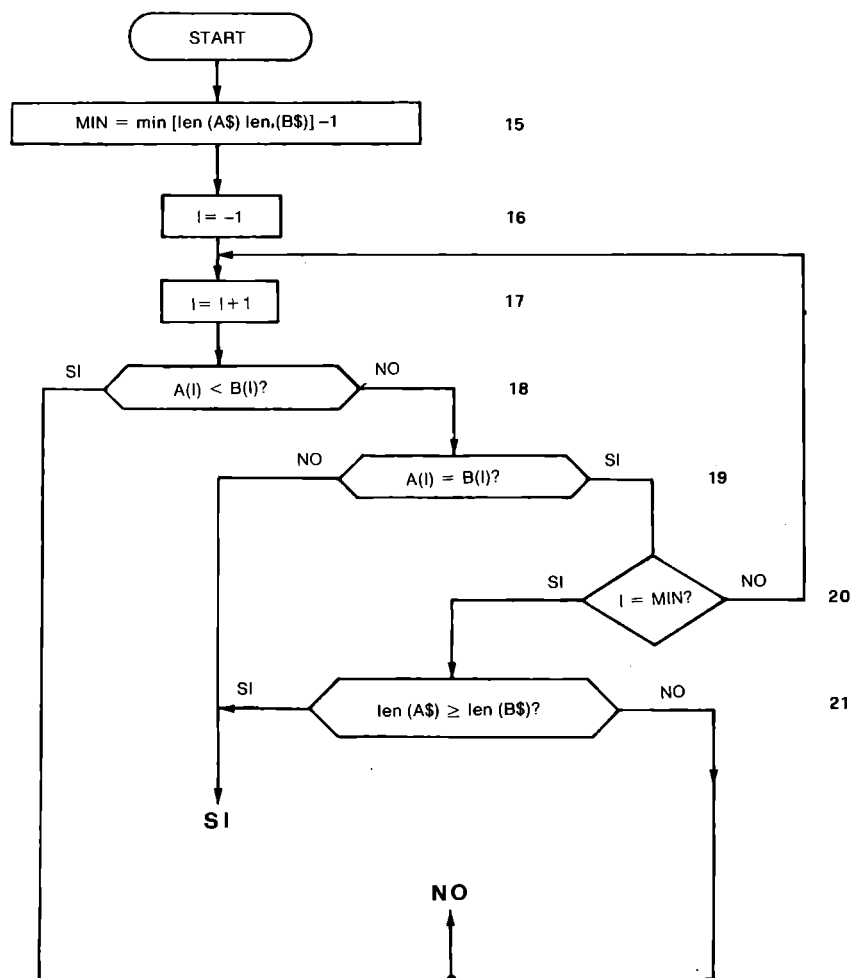 START
MIN = min [len (A$) len,(B$)] -1
15
I = -1
16
I = I + 1
17
SI
A(I) < B(I)?
NO
18
NO
A(I) = B(I)?
SI
19
SI
I = MIN?
NO
20
SI
len (A$) ≥ len (B$)?
NO
21
SI
NO